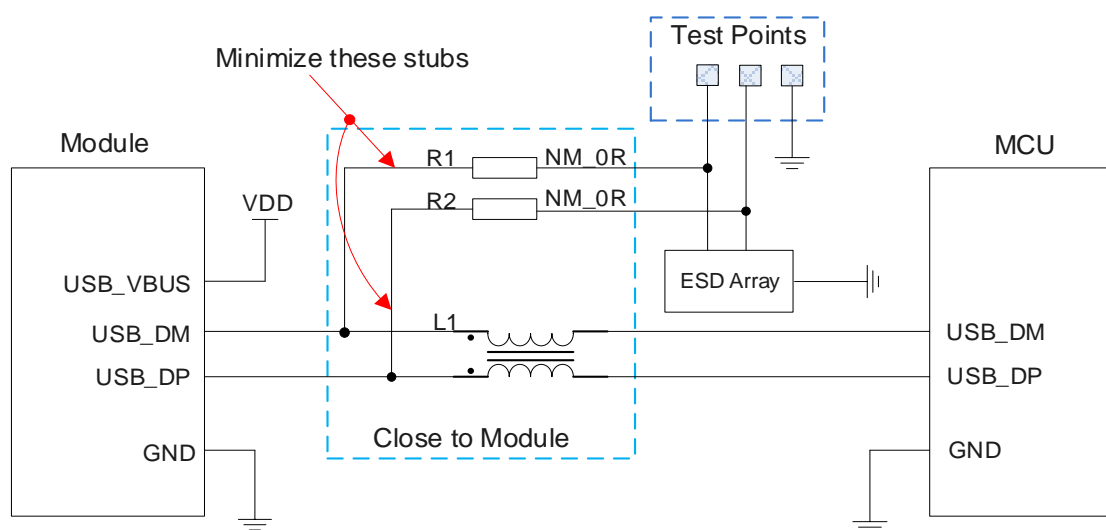 Test Points
Minimize these stubs
Module
MCU
R1
NM_0R
VDD
R2
NM_0R
USB_VBUS
ESD Array
USB_DM
L1
USB_DM
USB_DP
USB_DP
Close to Module
GND
GND